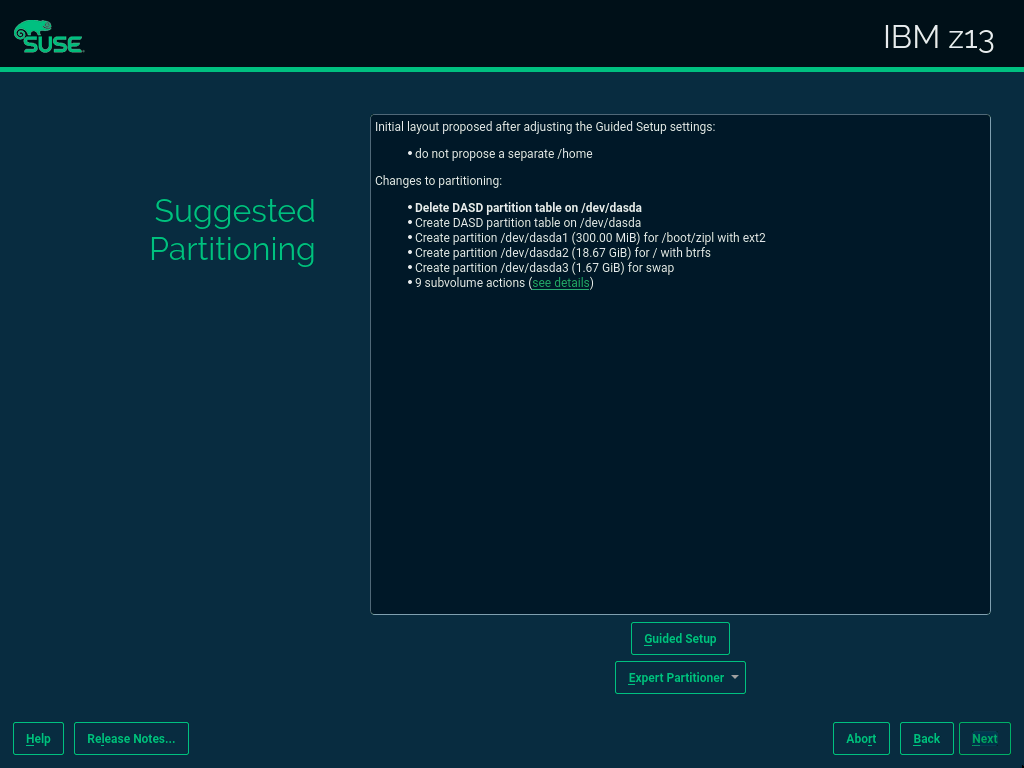 SUSE
IBM z13
Suggested
Partitioning
Initial layout proposed after adjusting the Guided Setup settings:
• do not propose a separate /home
Changes to partitioning:
• Delete DASD partition table on /dev/dasda
• Create DASD partition table on /dev/dasda
• Create partition /dev/dasda1 (300.00 MiB) for /boot/zipl with ext2
• Create partition /dev/dasda2 (18.67 GiB) for / with btrfs
• Create partition /dev/dasda3 (1.67 GiB) for swap
• 9 subvolume actions (see details)
Guided Setup
Expert Partitioner
Help
Release Notes...
Abort
Back
Next